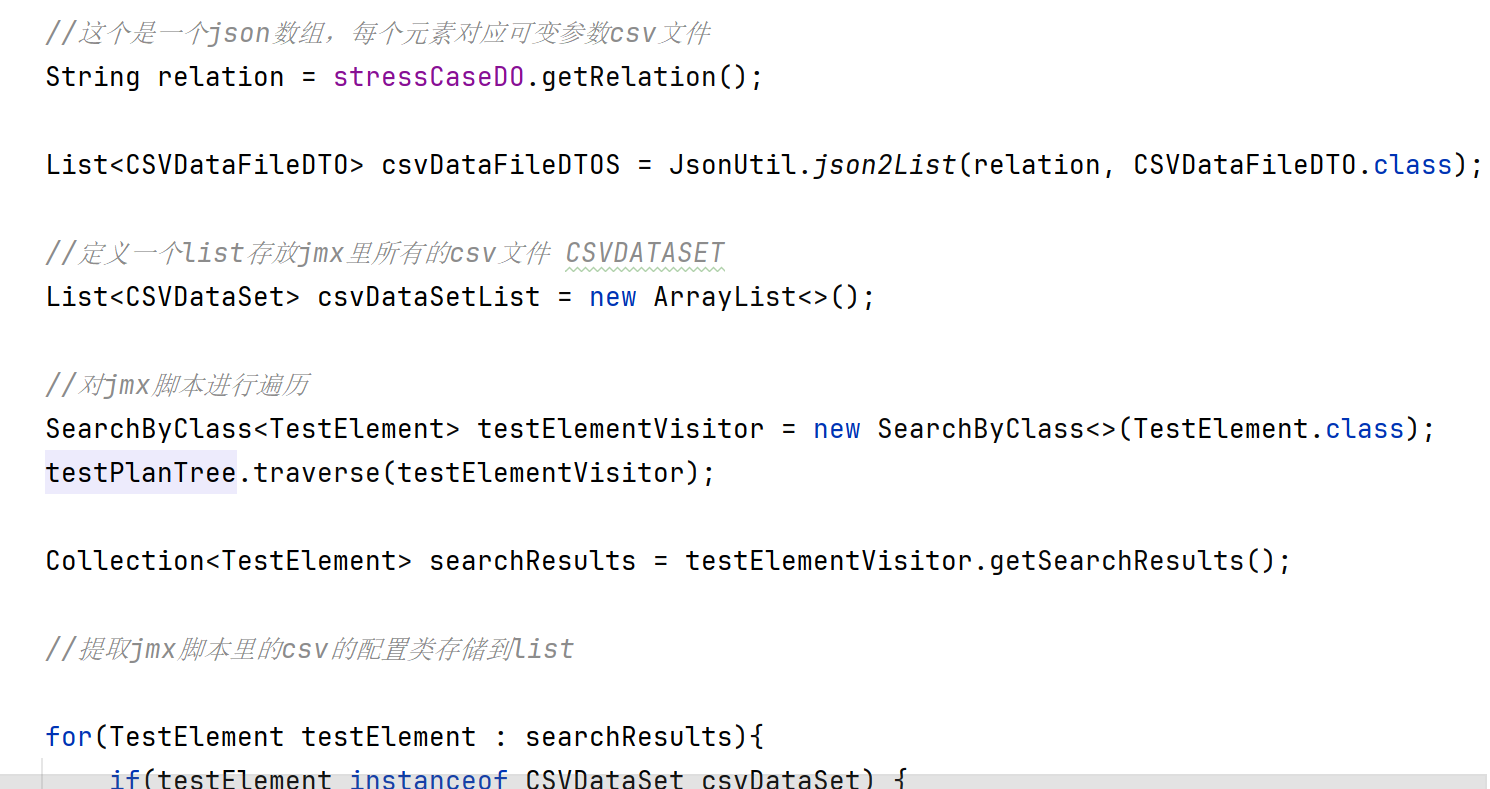 //这个是一个json数组，每个元素对应可变参数csv文件
String relation = stressCaseDO.getRelation();
List<CSVDataFileDTO> csvDataFileDTOS = JsonUtil.json2List(relation, CSVDataFileDTO.class);
//定义一个list存放jmx里所有的csv文件 CSVDATASET
List<CSVDataSet> csvDataSetList = new ArrayList<>();
//对jmx脚本进行遍历
SearchByClass<TestElement> testElementVisitor = new SearchByClass<>(TestElement.class);
testPlanTree.traverse(testElementVisitor);
Collection<TestElement> searchResults = testElementVisitor.getSearchResults();
//提取jmx脚本里的csv的配置类存储到list
for(TestElement testElement : searchResults){
if(testElement instanceof CSVDataSet csvDataSet) {